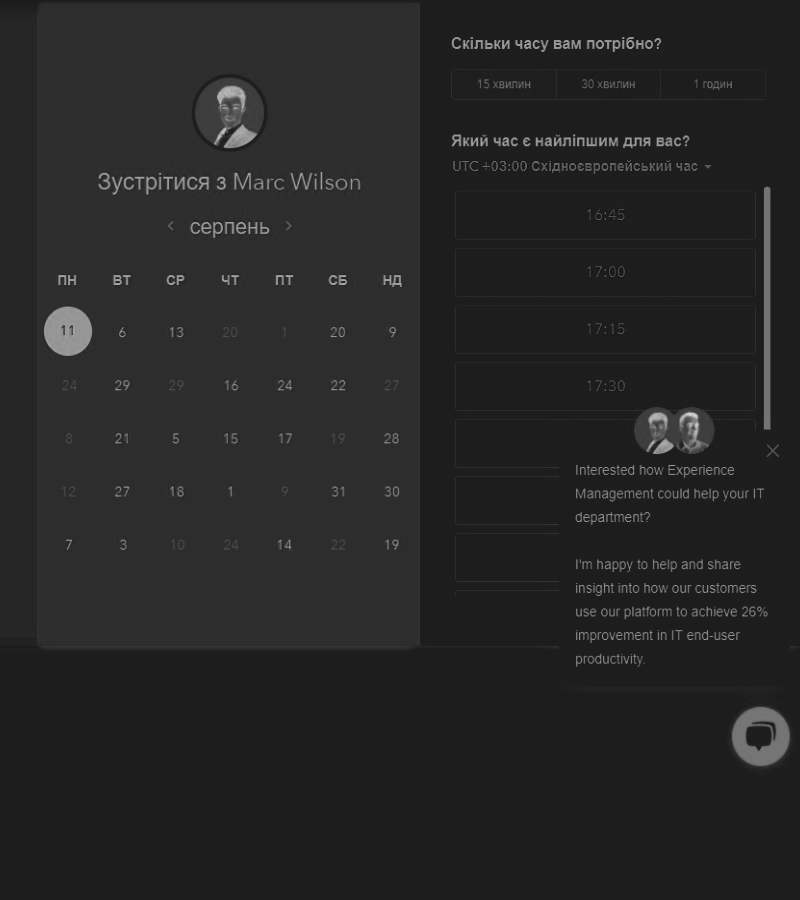 Зустрітися з Marc Wilson
серпень
ПН ВТ СР ЧТ ПТ СБ НД
11 6 13 20 1 20 9
24 29 29 16 24 22 27
8 21 5 15 17 19 28
12 27 18 1 9 31 30
7 3 10 24 14 22 19
Скільки часу вам потрібно?
15 хвилин 30 хвилин 1 годин
Який час є найліпшим для вас?
UTC +03:00 Східноєвропейський час
16:45
17:00
17:15
17:30
Interested how Experience
Management could help your IT
department?
I'm happy to help and share
insight into how our customers
use our platform to achieve 26%
improvement in IT end-user
productivity.